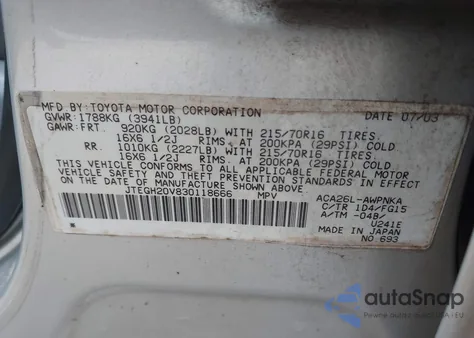 MFD. BY: TOYOTA MOTOR CORPORATION DATE 07/03
GVWR: 1788KG (3941LB)
GAWR: FRT. 920KG (2028LB) WITH 215/70R16 TIRES.
16X6 1/2J RIMS. AT 200KPA (29PSI) COLD
RR. 1010KG (2227LB) WITH 215/70R16 TIRES.
16X6 1/2J RIMS. AT 200KPA (29PSI) COLD
THIS VEHICLE CONFORMS TO ALL APPLICABLE FEDERAL MOTOR
VEHICLE SAFETY STANDARDS IN EFFECT ON THE
DATE OF MANUFACTURE SHOWN ABOVE.
JTEGH20V830118666 MPV
ACA26L-AWPNKA
C/TR 1D4/FG15
A/TM -04B/
U241E
MADE IN JAPAN
NO 693
autoSnap